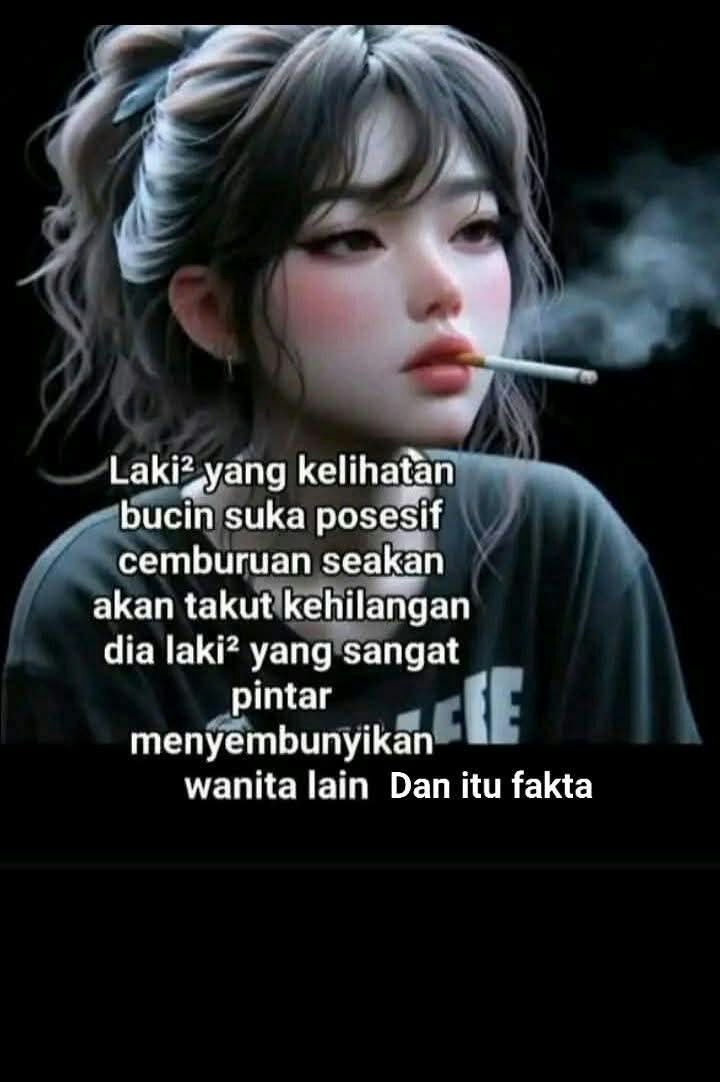 Laki² yang kelihatan
bucin suka posesif
cemburuan seakan
akan takut kehilangan
dia laki² yang sangat
pintar
menyembunyikan
wanita lain Dan itu fakta